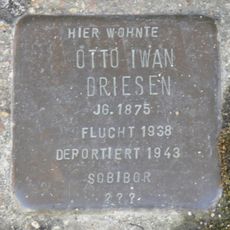 HIER WOHNTE
OTTO IWAN
DRIESEN
JG. 1875
FLUCHT 1938
DEPORTIERT 1943
SOBIBOR
???